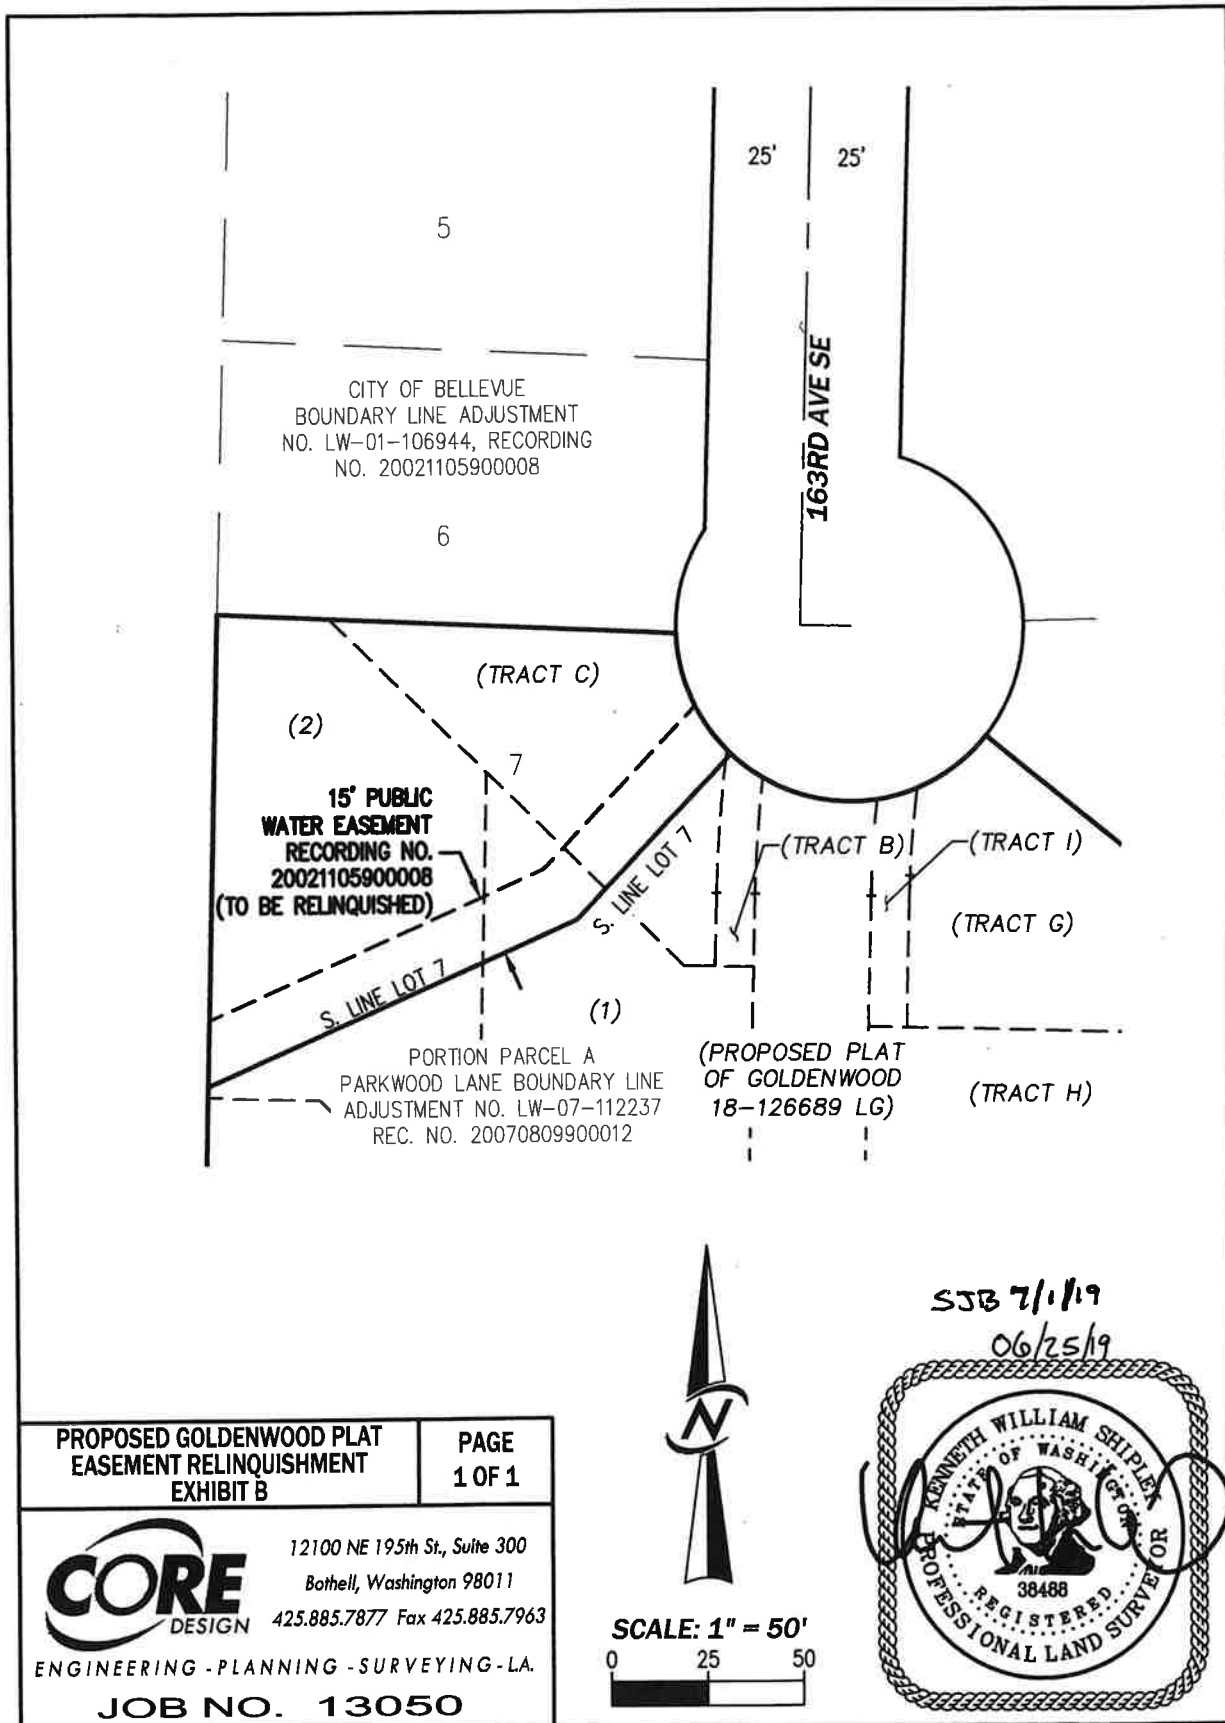 25' 25'
5
163RD AVE SE
CITY OF BELLEVUE
BOUNDARY LINE ADJUSTMENT
NO. LW-01-106944, RECORDING
NO. 20021105900008
6
(TRACT C)
(2)
7
15' PUBLIC
WATER EASEMENT
RECORDING NO.
20021105900008
(TO BE RELINQUISHED)
S. LINE LOT 7
(TRACT B)
(TRACT I)
(TRACT G)
S. LINE LOT 7
(1)
PORTION PARCEL A
PARKWOOD LANE BOUNDARY LINE
ADJUSTMENT NO. LW-07-112237
REC. NO. 20070809900012
(PROPOSED PLAT
OF GOLDENWOOD
18-126689 LG)
(TRACT H)
N
SCALE: 1" = 50'
0 25 50
SJB 7/1/19
06/25/19
KENNETH WILLIAM SHIPLEY
STATE OF WASHINGTON
38488
REGISTERED
PROFESSIONAL LAND SURVEYOR
PROPOSED GOLDENWOOD PLAT
EASEMENT RELINQUISHMENT
EXHIBIT B
PAGE
1 OF 1
CORE
DESIGN
12100 NE 195th St., Suite 300
Bothell, Washington 98011
425.885.7877 Fax 425.885.7963
ENGINEERING - PLANNING - SURVEYING - LA.
JOB NO. 13050